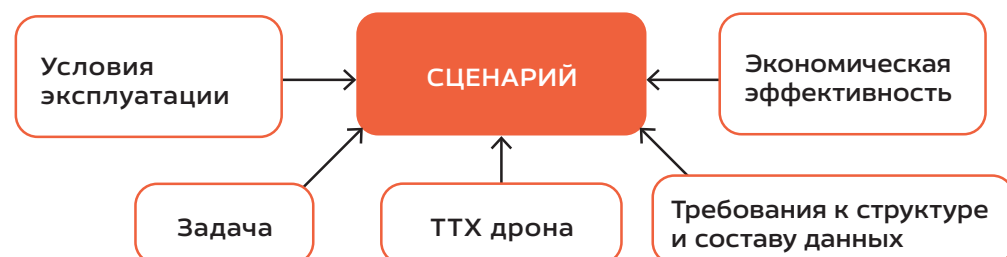 Условия
эксплуатации
СЦЕНАРИЙ
Экономическая
эффективность
Задача
ТТХ дрона
Требования к структуре
и составу данных